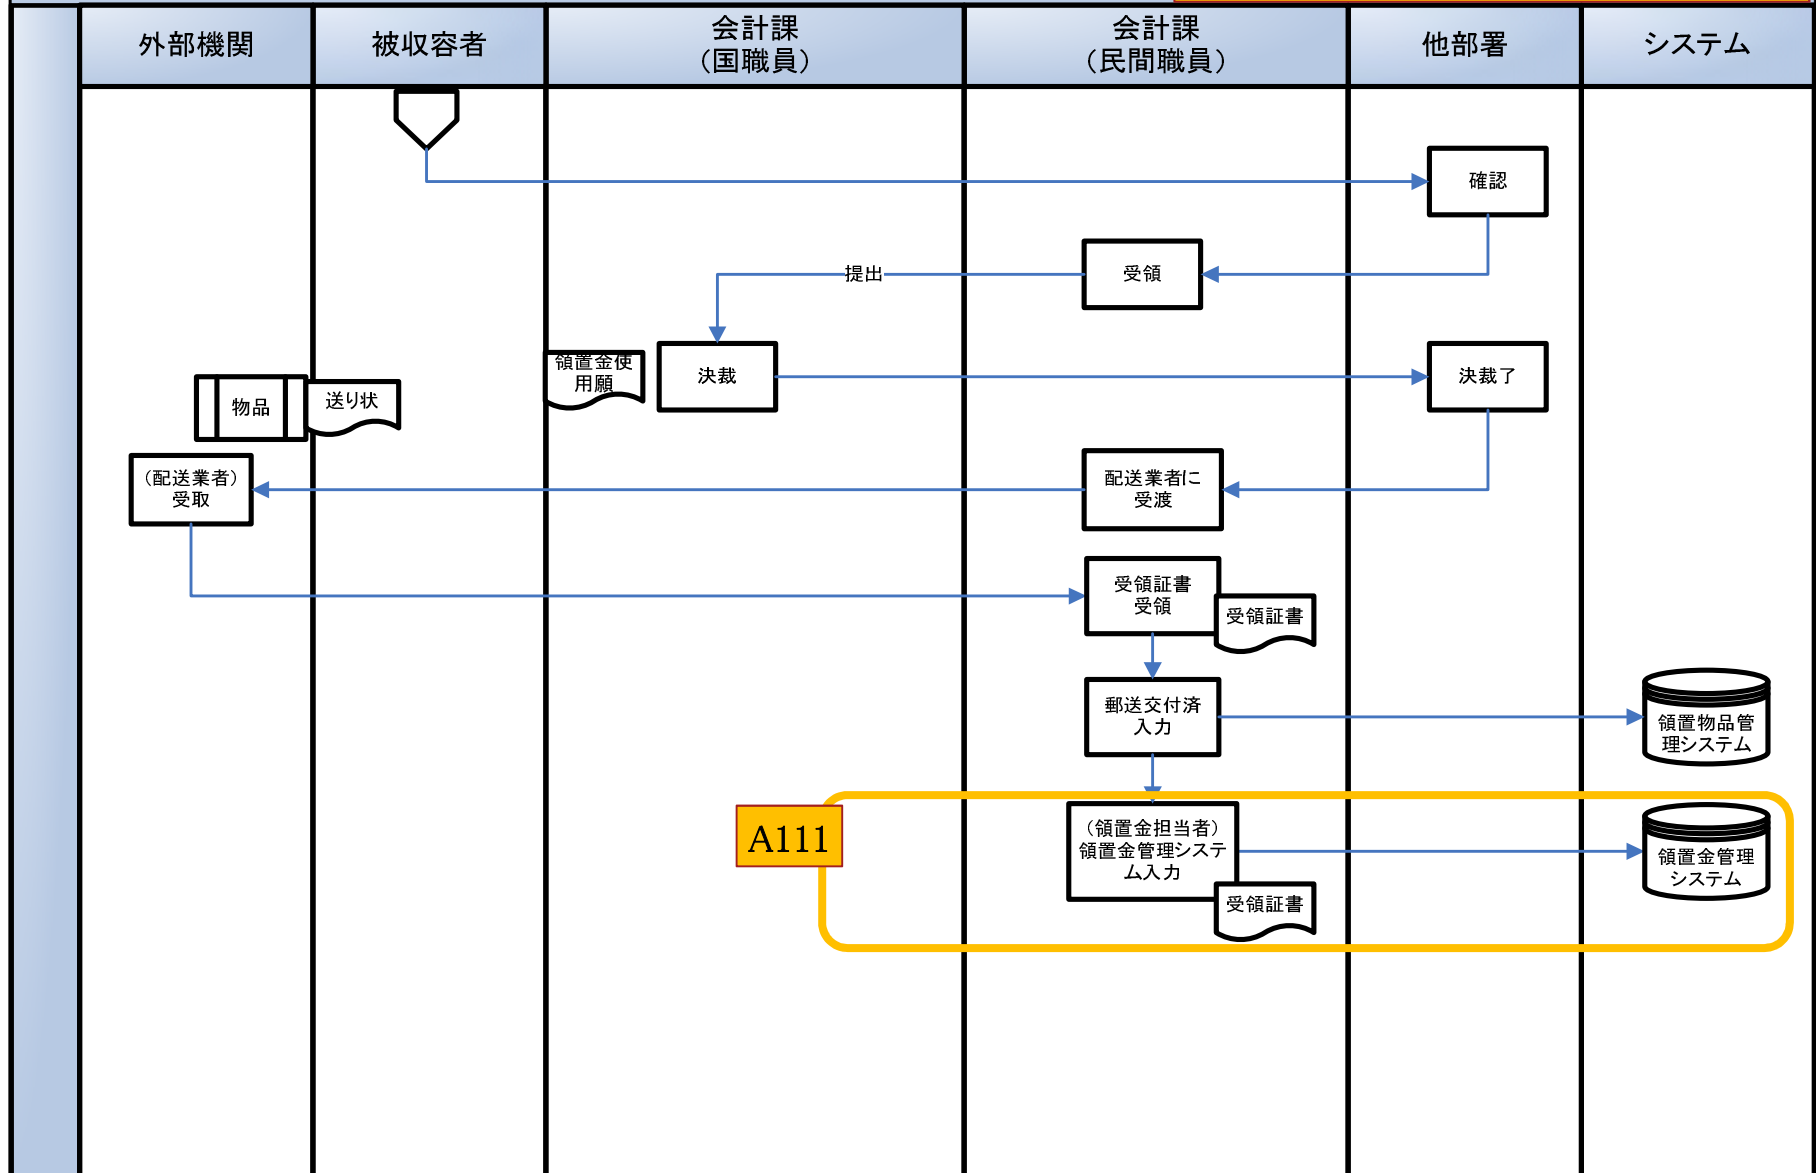 外部機関
被収容者
会計課
（国職員）
会計課
（民間職員）
他部署
システム
確認
受領
提出
領置金使
用願
決裁
決裁了
物品
送り状
（配送業者）
受取
配送業者に
受渡
受領証書
受領
受領証書
郵送交付済
入力
領置物品管
理システム
A111
（領置金担当者）
領置金管理システ
ム入力
領置金管理
システム
受領証書